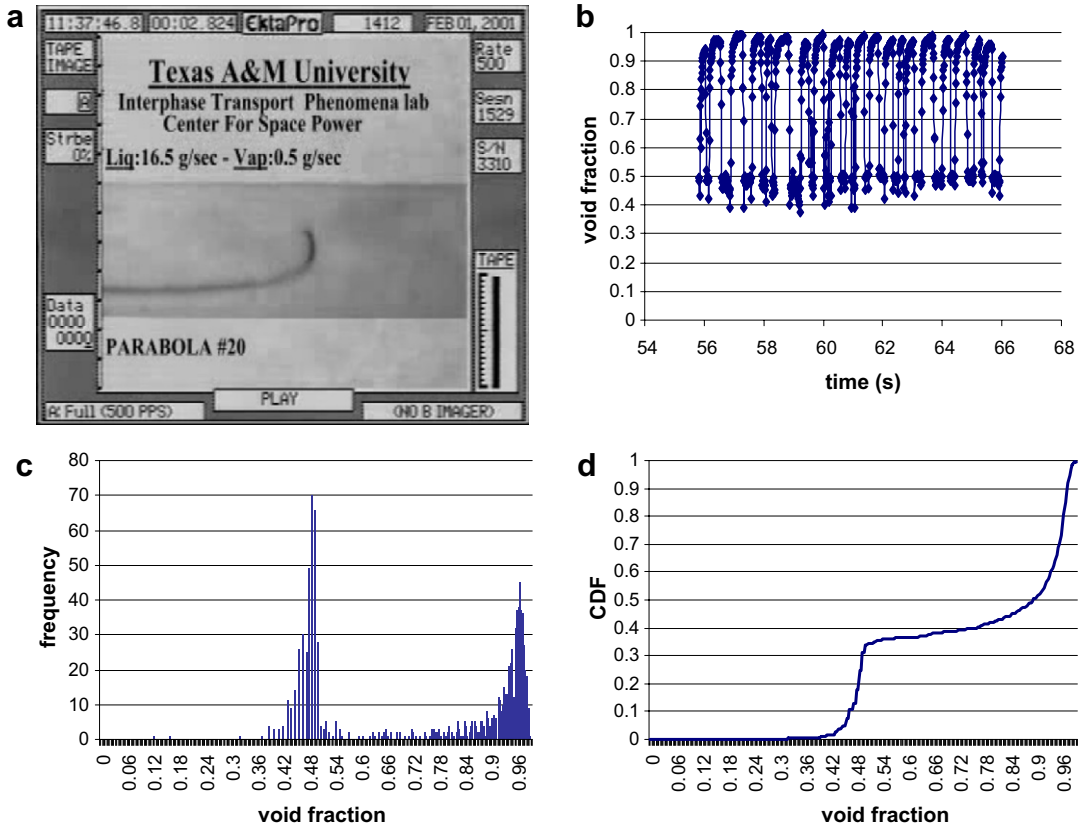 a
11:37:46.8 00:02.824 EktaPro 1412 FEB 01, 2001
TAPE
IMAGE
A
Strbe
0%
Data
0000
0000
Rate
500
Sesn
1529
S/N
3310
TAPE
Texas A&M University
Interphase Transport Phenomena lab
Center For Space Power
Liq:16.5 g/sec - Vap:0.5 g/sec
PARABOLA #20
PLAY
A: Full (500 PPS)
(NO B IMAGER)
b
1
0.9
0.8
0.7
0.6
0.5
0.4
0.3
0.2
0.1
0
void fraction
54 56 58 60 62 64 66 68
time (s)
c
80
70
60
50
40
30
20
10
0
frequency
0 0.06 0.12 0.18 0.24 0.3 0.36 0.42 0.48 0.54 0.6 0.66 0.72 0.78 0.84 0.9 0.96
void fraction
d
1
0.9
0.8
0.7
0.6
0.5
0.4
0.3
0.2
0.1
0
CDF
0 0.06 0.12 0.18 0.24 0.3 0.36 0.42 0.48 0.54 0.6 0.66 0.72 0.78 0.84 0.9 0.96
void fraction